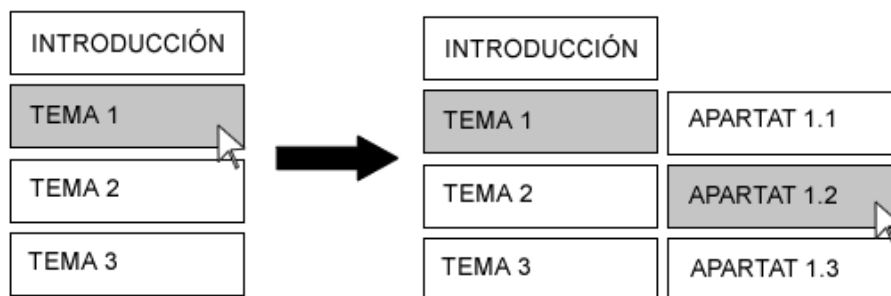 INTRODUCCIÓN
TEMA 1
TEMA 2
TEMA 3
INTRODUCCIÓN
TEMA 1
APARTAT 1.1
TEMA 2
APARTAT 1.2
TEMA 3
APARTAT 1.3